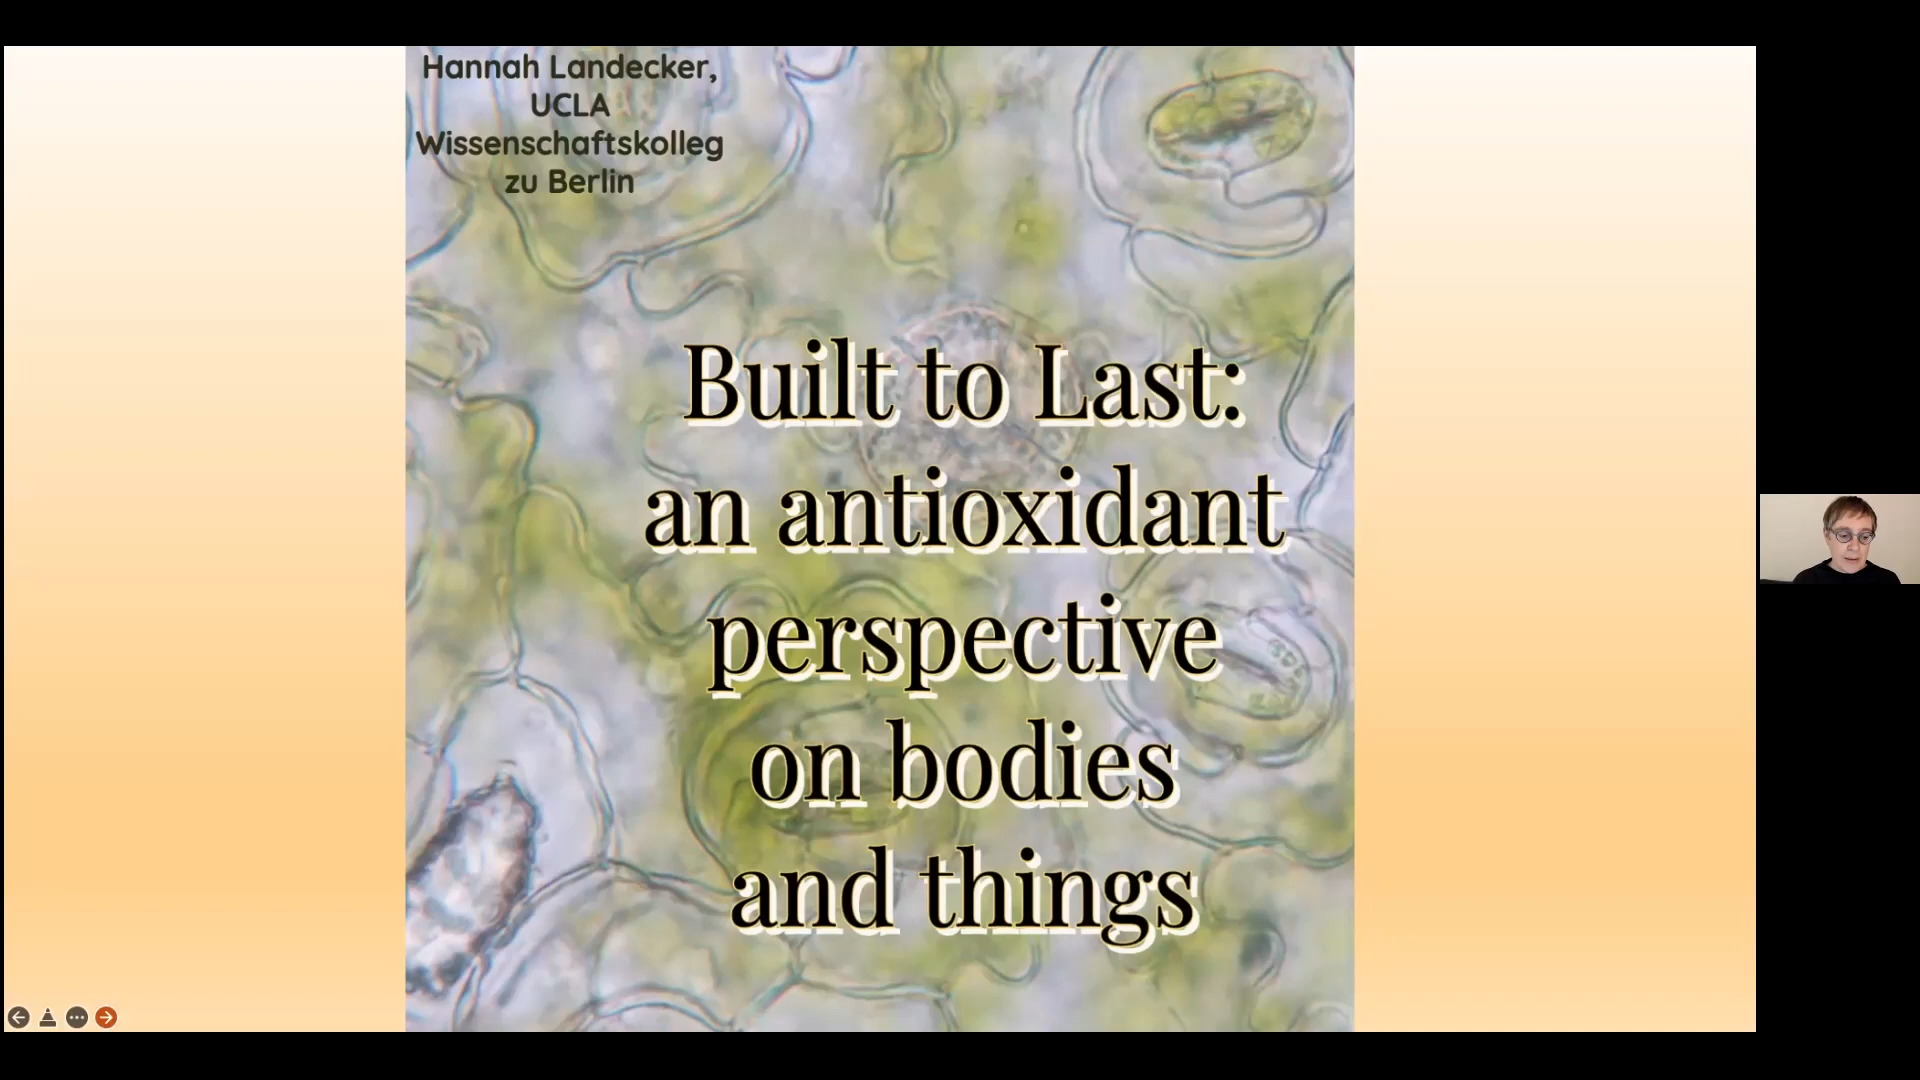 Hannah Landecker,
UCLA
Wissenschaftskolleg
zu Berlin
Built to Last:
an antioxidant
perspective
on bodies
and things